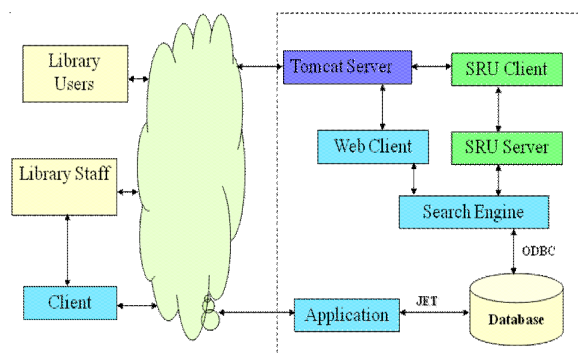 Library
Users
Tomcat Server
SRU Client
Web Client
SRU Server
Library Staff
Search Engine
ODBC
Client
Application
JET
Database